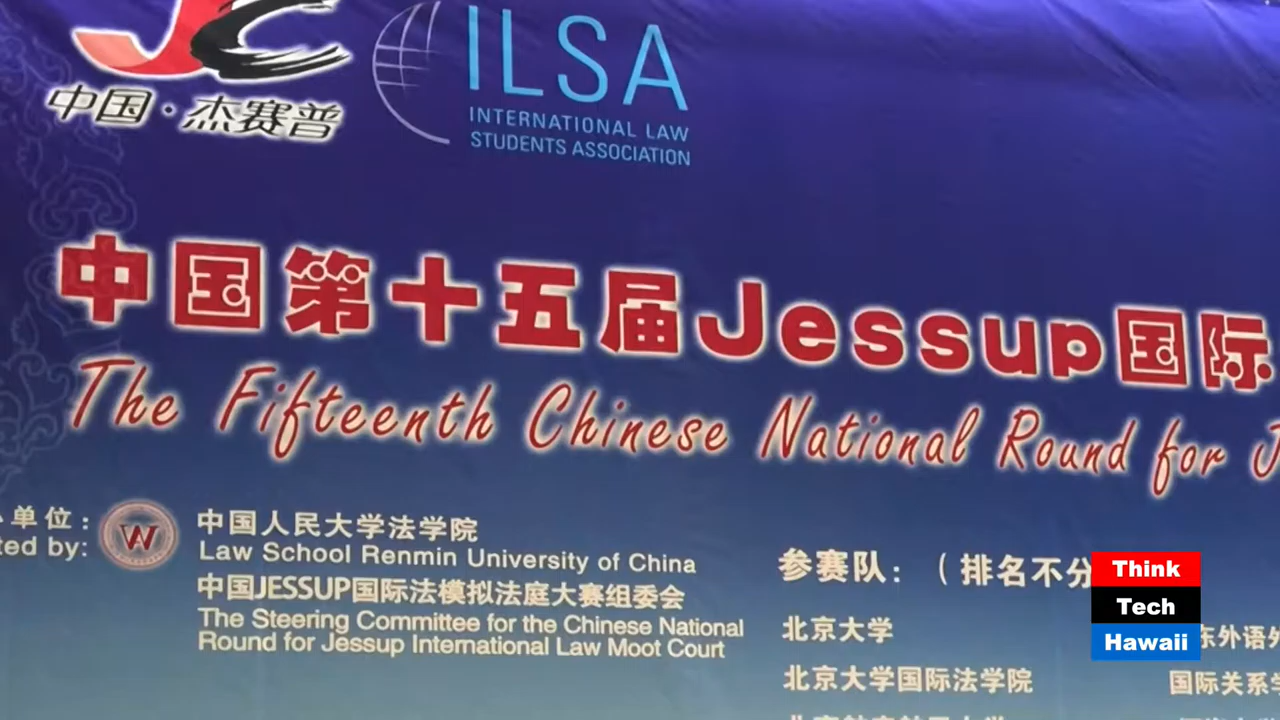 JC
中国·杰赛普
ILSA
INTERNATIONAL LAW
STUDENTS ASSOCIATION
中国第十五届Jessup国际
The Fifteenth Chinese National Round for J
单位：
ted by:
中国人民大学法学院
Law School Renmin University of China
中国JESSUP国际法模拟法庭大赛组委会
The Steering Committee for the Chinese National
Round for Jessup International Law Moot Court
参赛队：（排名不分
北京大学
东外语外
北京大学国际法学院
国际关系学
Think
Tech
Hawaii